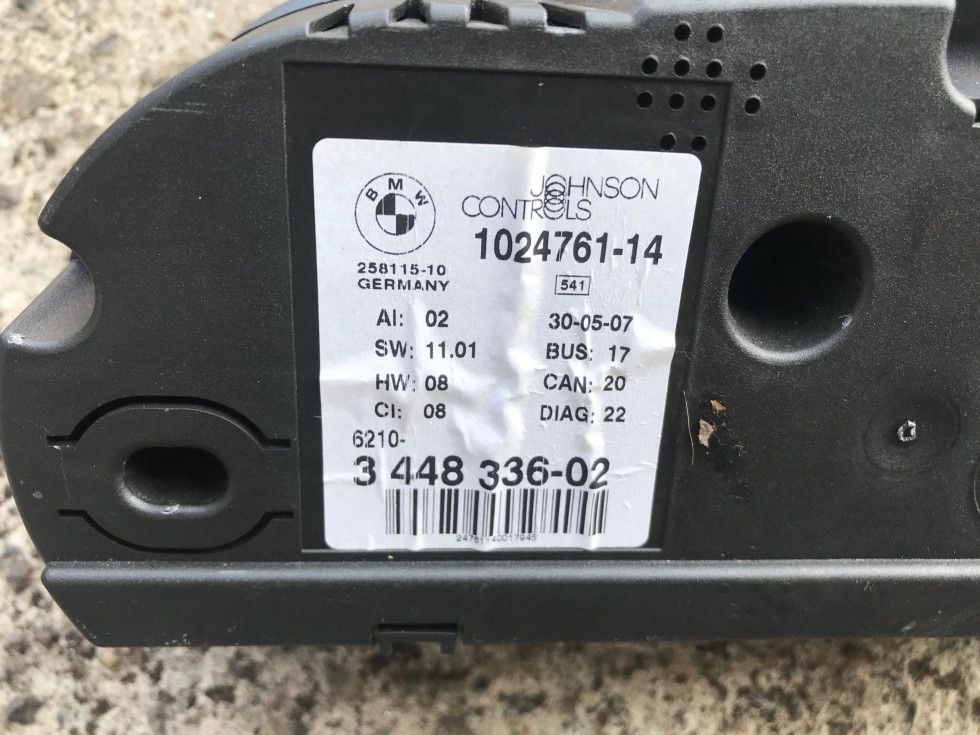 BMW
JOHNSON
CONTROLS
1024761-14
258115-10
GERMANY
541
AI: 02
30-05-07
SW: 11.01
BUS: 17
HW: 08
CAN: 20
CI: 08
DIAG: 22
6210-
3 448 336-02